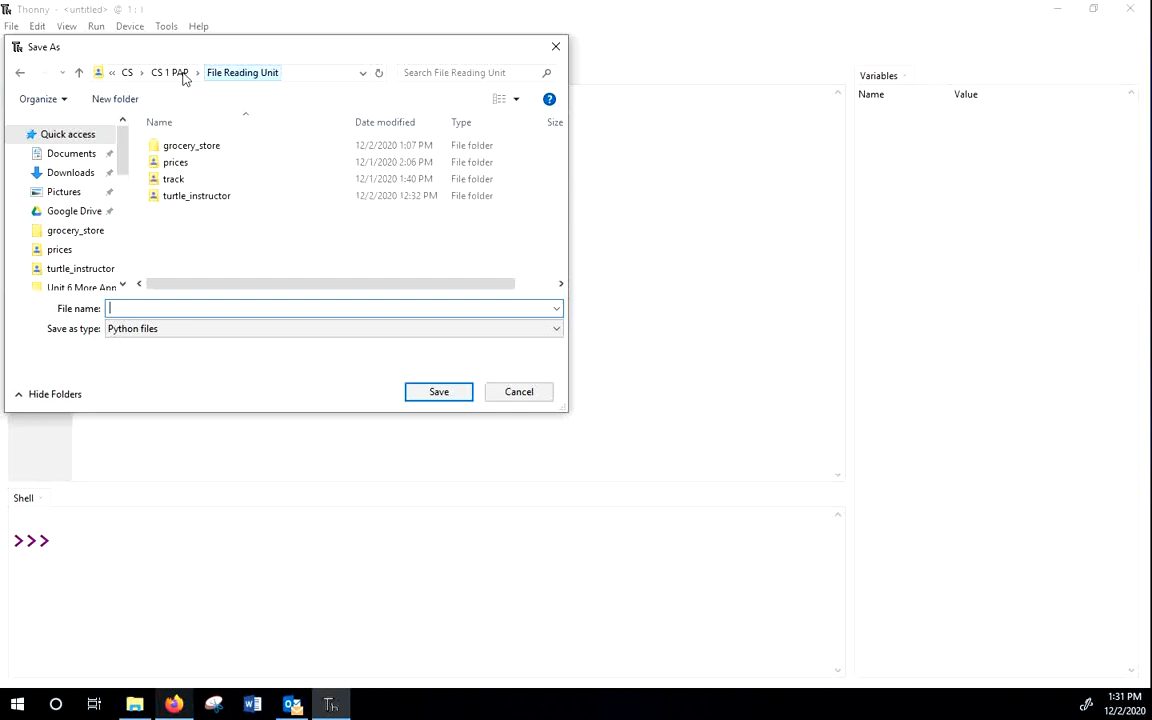 Thonny - <untitled> @ 1 : 1
File Edit View Run Device Tools Help
Save As
« CS › CS 1 PAP › File Reading Unit
Search File Reading Unit
Organize New folder
Name Date modified Type Size
grocery_store 12/2/2020 1:07 PM File folder
prices 12/1/2020 2:06 PM File folder
track 12/1/2020 1:40 PM File folder
turtle_instructor 12/2/2020 12:32 PM File folder
Quick access
Documents
Downloads
Pictures
Google Drive
grocery_store
prices
turtle_instructor
Unit 6 More App
File name:
Save as type: Python files
Hide Folders
Save Cancel
Variables
Name Value
Shell
>>>
1:31 PM
12/2/2020